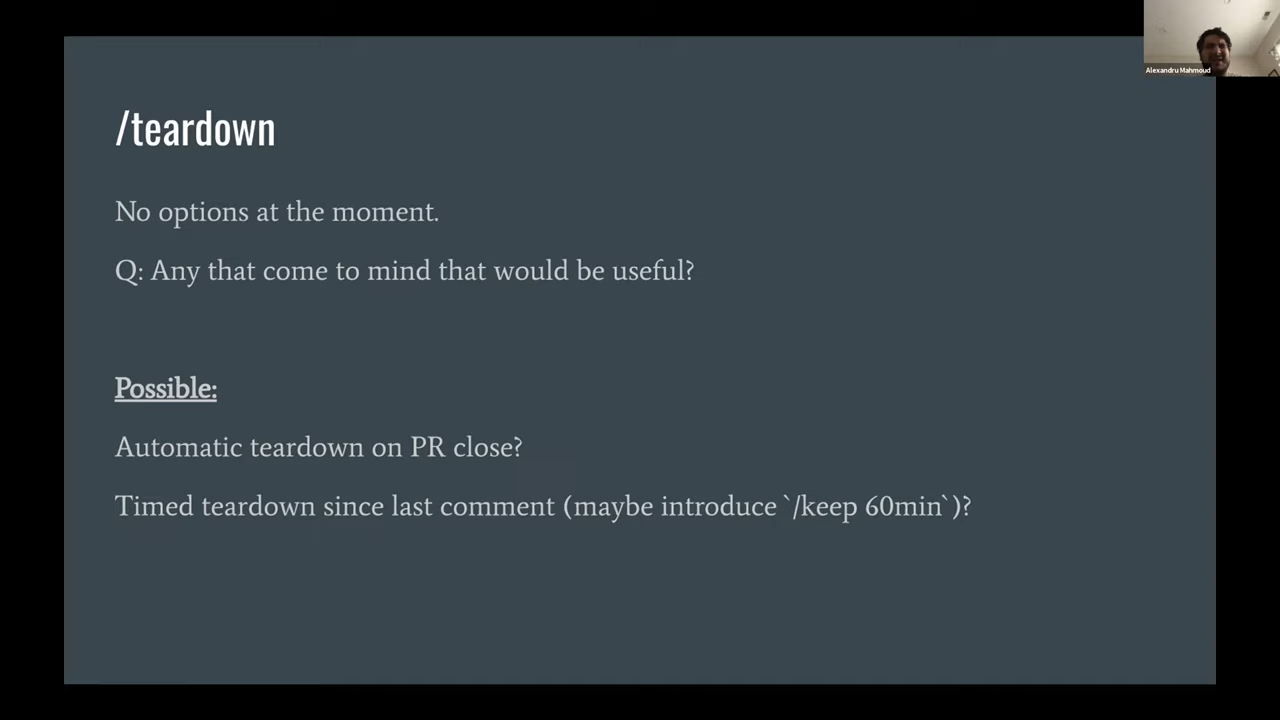 Alexandru Mahmoud
/teardown
No options at the moment.
Q: Any that come to mind that would be useful?
Possible:
Automatic teardown on PR close?
Timed teardown since last comment (maybe introduce `/keep 60min`)?